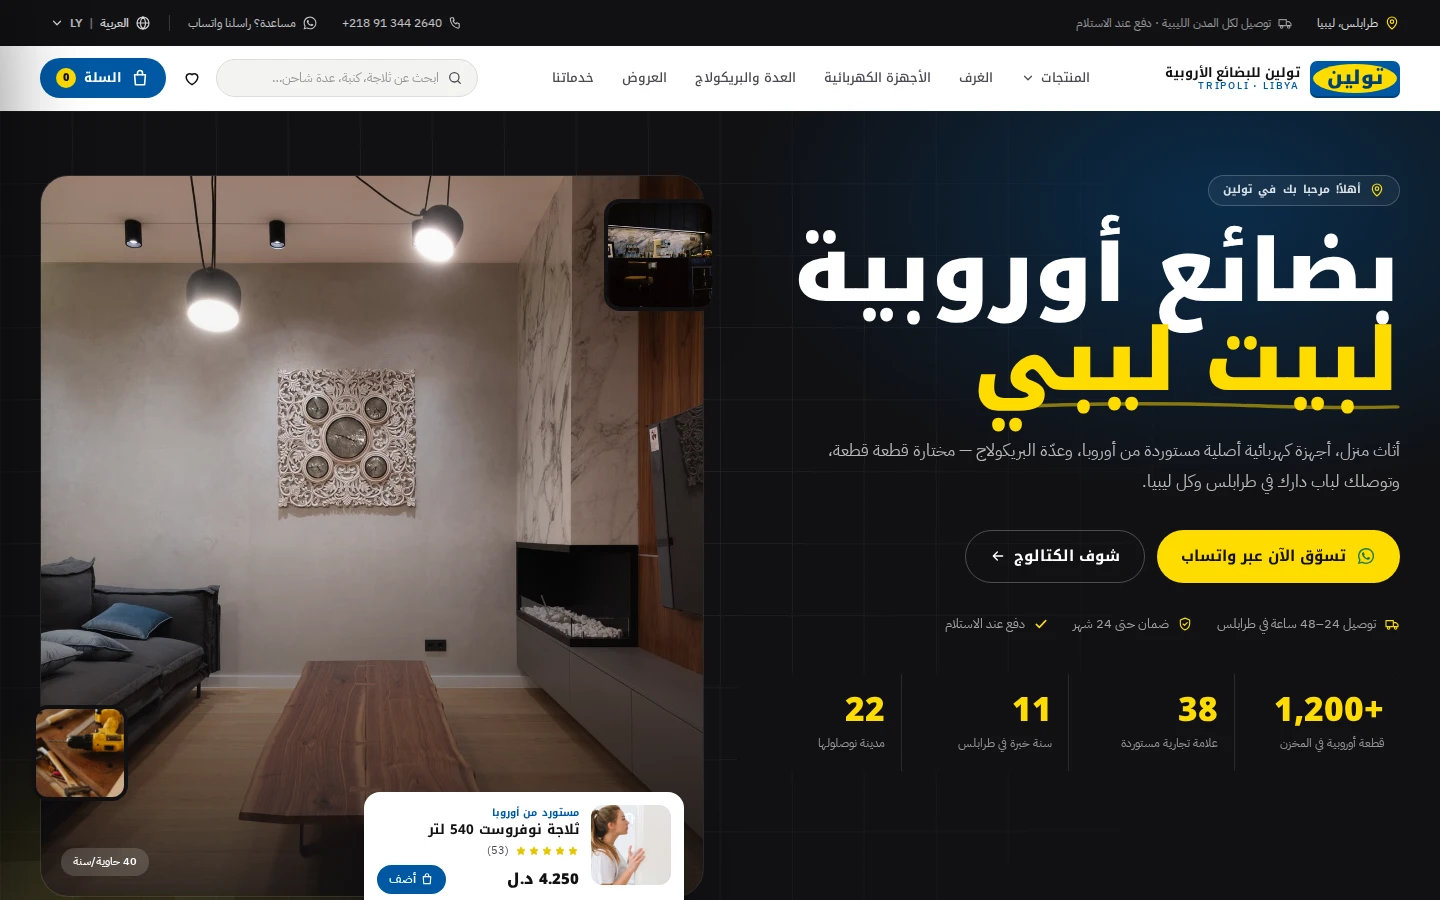 طرابلس، ليبيا
توصيل لكل المدن الليبية · دفع عند الاستلام
+218 91 344 2640
مساعدة؟ راسلنا واتساب
العربية | LY
تولين
تولين للبضائع الأروبية
TRIPOLI · LIBYA
المنتجات
الغرف
الأجهزة الكهربائية
العدة والبريكولاج
العروض
خدماتنا
ابحث عن ثلاجة، كنبة، عدة شاحن...
السلة 0
أهلاً! مرحبا بك في تولين
بضائع أوروبية
لبيت ليبي
أثاث منزل، أجهزة كهربائية أصلية مستوردة من أوروبا، وعدّة البريكولاج — مختارة قطعة قطعة،
وتوصلك لباب دارك في طرابلس وكل ليبيا.
تسوّق الآن عبر واتساب
شوف الكتالوج
توصيل 24–48 ساعة في طرابلس
ضمان حتى 24 شهر
دفع عند الاستلام
1,200+
قطعة أوروبية في المخزن
38
علامة تجارية مستوردة
11
سنة خبرة في طرابلس
22
مدينة نوصلولها
مستورد من أوروبا
ثلاجة نوفروست 540 لتر
(53)
4.250 د.ل
أضف
40 حاوية/سنة